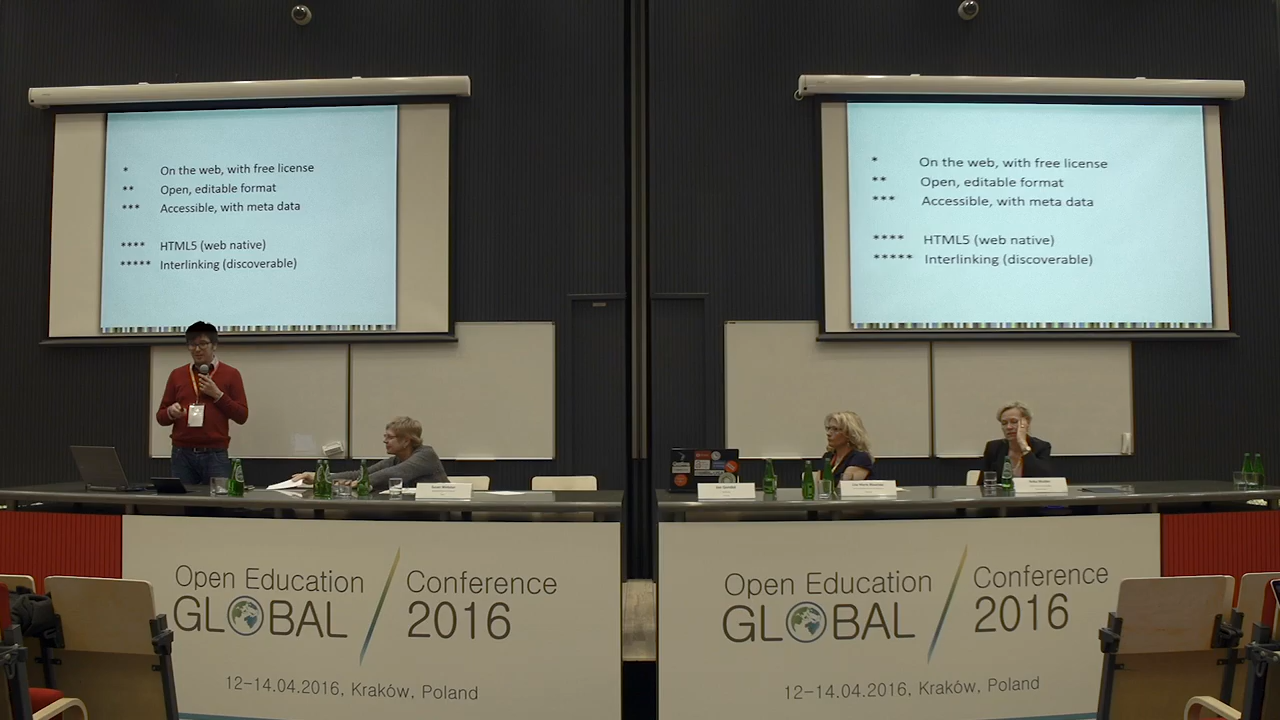 * On the web, with free license
** Open, editable format
*** Accessible, with meta data
**** HTML5 (web native)
***** Interlinking (discoverable)
* On the web, with free license
** Open, editable format
*** Accessible, with meta data
**** HTML5 (web native)
***** Interlinking (discoverable)
Open Education
GLOBAL
Conference
2016
12-14.04.2016, Kraków, Poland
Open Education
GLOBAL
Conference
2016
12-14.04.2016, Kraków, Poland